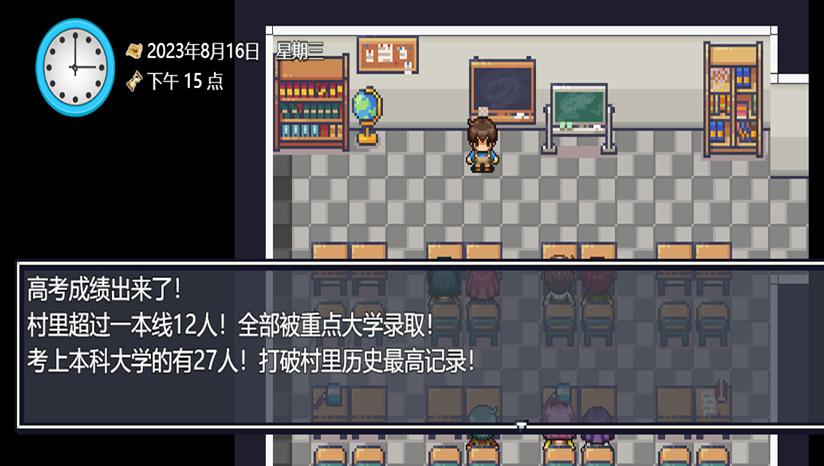 2023年8月16日 星期三
下午 15 点
高考成绩出来了！
村里超过一本线12人！全部被重点大学录取！
考上本科大学的有27人！打破村里历史最高记录！